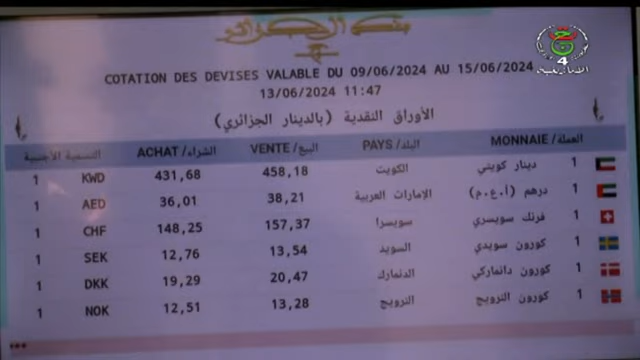 بنك الجزائر
COTATION DES DEVISES VALABLE DU 09/06/2024 AU 15/06/2024
13/06/2024 11:47
الأوراق النقدية (بالدينار الجزائري)
التسمية الأجنبية ACHAT/الشراء VENTE/البيع PAYS/البلد MONNAIE/العملة
1 KWD 431,68 458,18 الكويت دينار كويتي 1
1 AED 36,01 38,21 الإمارات العربية درهم (أ.ع.م) 1
1 CHF 148,25 157,37 سويسرا فرنك سويسري 1
1 SEK 12,76 13,54 السويد كورون سويدي 1
1 DKK 19,29 20,47 الدنمارك كورون دانماركي 1
1 NOK 12,51 13,28 النرويج كورون النرويج 1
4